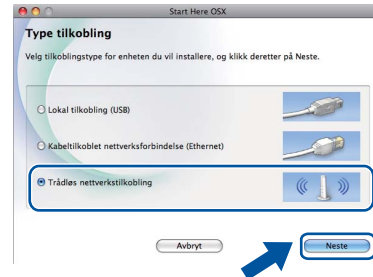 Start Here OSX
Type tilkobling
Velg tilkoblingstype for enheten du vil installere, og klikk deretter på Neste.
Lokal tilkobling (USB)
Kabeltilkoblet nettverksforbindelse (Ethernet)
Trådløs nettverkstilkobling
Avbryt
Neste